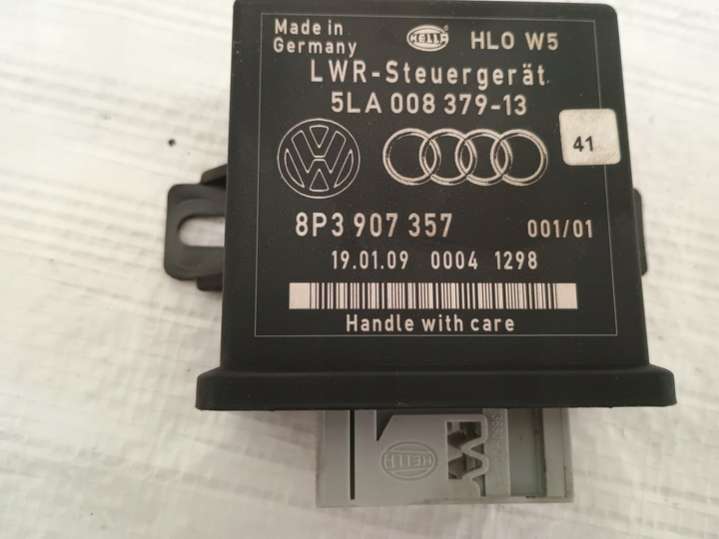 Made in
Germany
HELLA
HLO W5
LWR-Steuergerät
5LA 008 379-13
41
8P3 907 357
001/01
19.01.09 0004 1298
Handle with care
HELLA